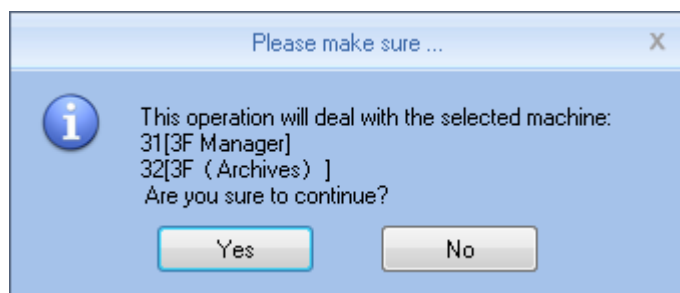 Please make sure ...
X
This operation will deal with the selected machine:
31[3F Manager]
32[3F（Archives）]
Are you sure to continue?
Yes No